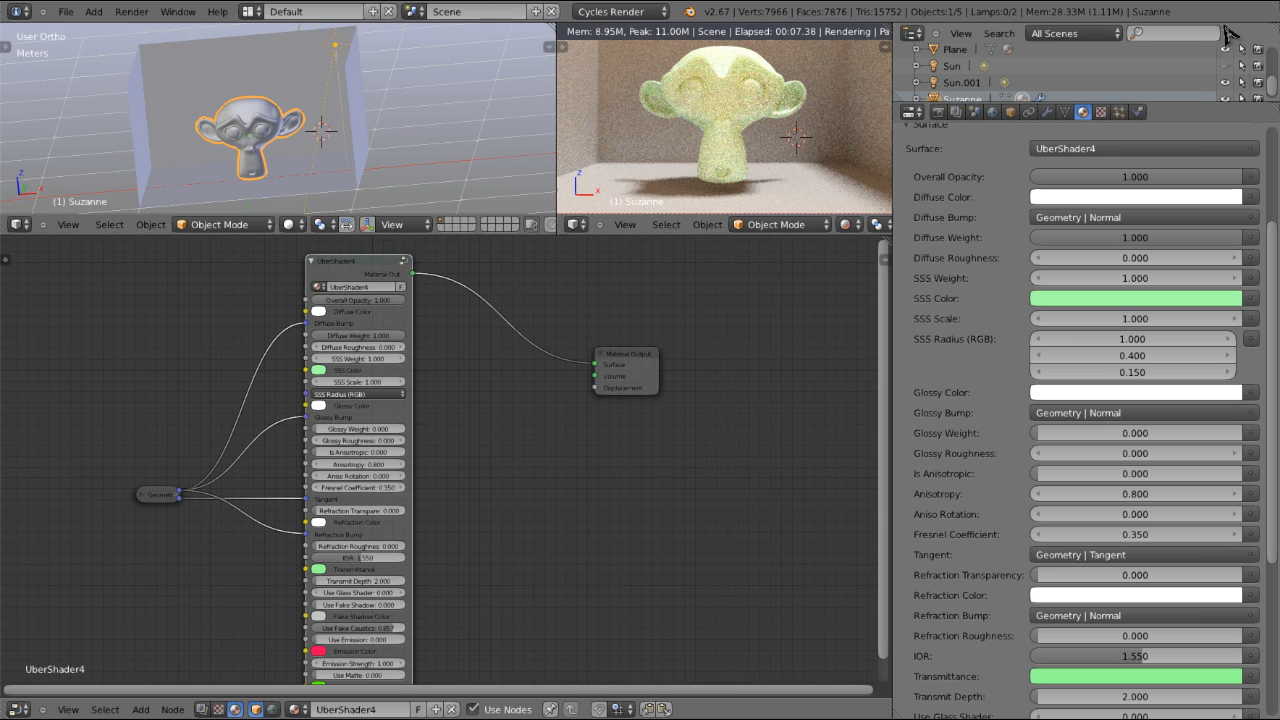 File Add Render Window Help Default Scene Cycles Render v2.67 | Verts:7966 | Faces:7876 | Tris:15752 | Objects:1/5 | Lamps:0/2 | Mem:28.33M (1.11M) | Suzanne
User Ortho
Meters
(1) Suzanne
z
x
View Select Object Object Mode View
Mem: 8.95M, Peak: 11.00M | Scene | Elapsed: 00:07.38 | Rendering | Pa
(1) Suzanne
z
x
View Select Object Object Mode
View Search All Scenes
Plane
Sun
Sun.001
Suzanne
Surface
Surface: UberShader4
Overall Opacity: 1.000
Diffuse Color:
Diffuse Bump: Geometry | Normal
Diffuse Weight: 1.000
Diffuse Roughness: 0.000
SSS Weight: 1.000
SSS Color:
SSS Scale: 1.000
SSS Radius (RGB): 1.000
0.400
0.150
Glossy Color:
Glossy Bump: Geometry | Normal
Glossy Weight: 0.000
Glossy Roughness: 0.000
Is Anisotropic: 0.000
Anisotropy: 0.800
Aniso Rotation: 0.000
Fresnel Coefficient: 0.350
Tangent: Geometry | Tangent
Refraction Transparency: 0.000
Refraction Color:
Refraction Bump: Geometry | Normal
Refraction Roughness: 0.000
IOR: 1.550
Transmittance:
Transmit Depth: 2.000
Use Glass Shader: 0.000
UberShader4
Material Out
UberShader4 F
Overall Opacity: 1.000
Diffuse Color
Diffuse Bump
Diffuse Weight: 1.000
Diffuse Roughness: 0.000
SSS Weight: 1.000
SSS Color
SSS Scale: 1.000
SSS Radius (RGB)
Glossy Color
Glossy Bump
Glossy Weight: 0.000
Glossy Roughness: 0.000
Is Anisotropic: 0.000
Anisotropy: 0.800
Aniso Rotation: 0.000
Fresnel Coefficient: 0.350
Tangent
Refraction Transpare: 0.000
Refraction Color
Refraction Bump
Refraction Roughnes: 0.000
IOR: 1.550
Transmittance
Transmit Depth: 2.000
Use Glass Shader: 0.000
Use Fake Shadow: 0.000
Fake Shadow Color
Use Fake Caustics: 0.857
Use Emission: 0.000
Emission Color
Emission Strength: 1.000
Use Matte: 0.000
Geometr
Material Output
Surface
Volume
Displacement
UberShader4
View Select Add Node UberShader4 F Use Nodes